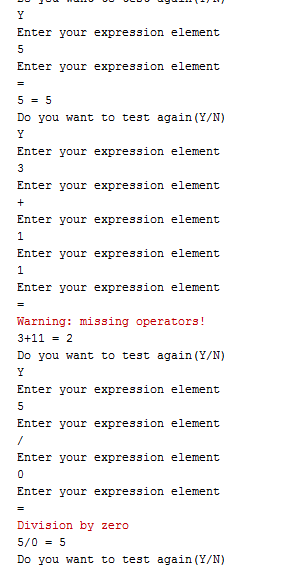 Y
Enter your expression element
5
Enter your expression element
=
5 = 5
Do you want to test again(Y/N)
Y
Enter your expression element
3
Enter your expression element
+
Enter your expression element
1
Enter your expression element
1
Enter your expression element
=
Warning: missing operators!
3+11 = 2
Do you want to test again(Y/N)
Y
Enter your expression element
5
Enter your expression element
/
Enter your expression element
0
Enter your expression element
=
Division by zero
5/0 = 5
Do you want to test again(Y/N)